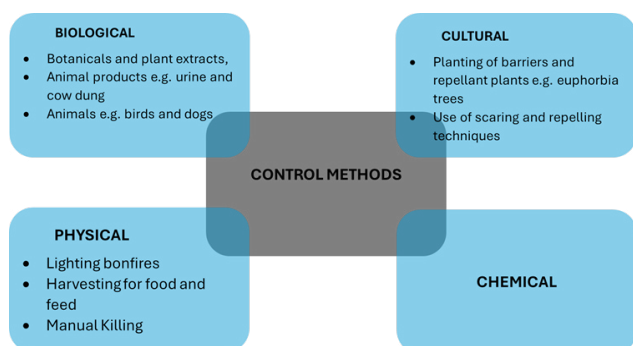 BIOLOGICAL
• Botanicals and plant extracts,
• Animal products e.g. urine and
cow dung
• Animals e.g. birds and dogs
CULTURAL
• Planting of barriers and
repellant plants e.g. euphorbia
trees
• Use of scaring and repelling
techniques
CONTROL METHODS
PHYSICAL
• Lighting bonfires
• Harvesting for food and
feed
• Manual Killing
CHEMICAL